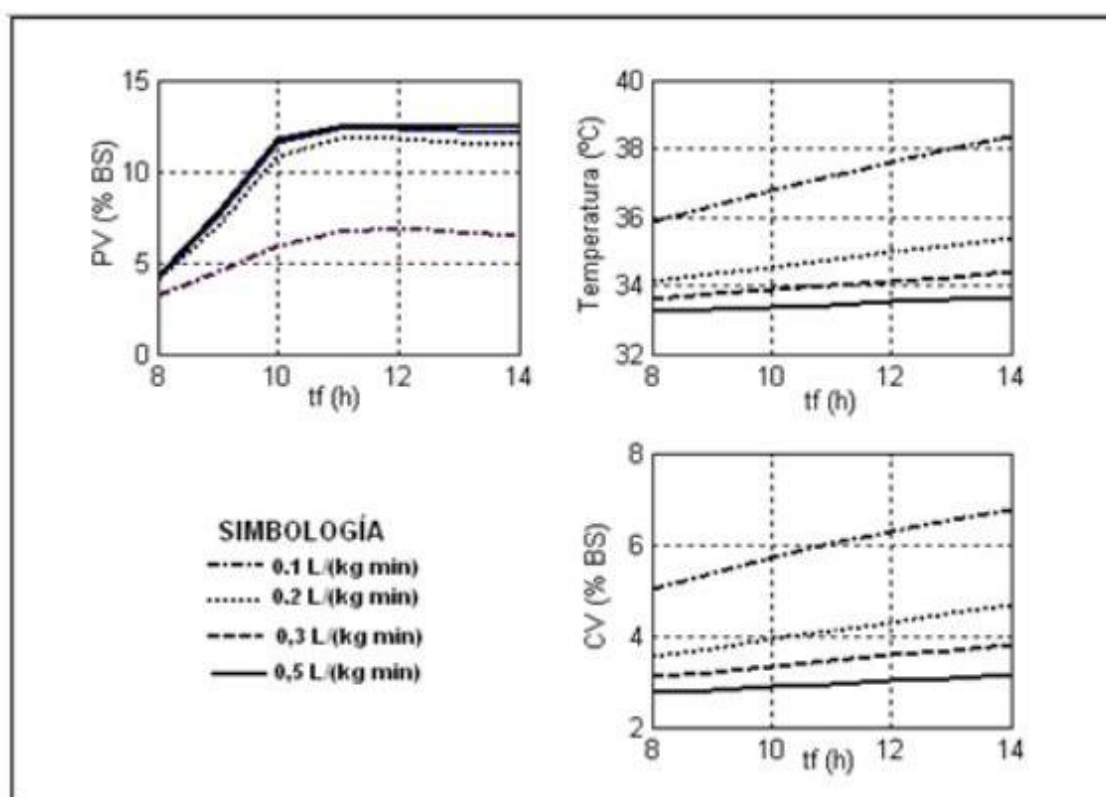 15
10
5
0
PV (% BS)
8
10
12
14
tf (h)
40
38
36
34
32
Temperatura (ºC)
8
10
12
14
tf (h)
SIMBOLOGÍA
0.1 L/(kg min)
0.2 L/(kg min)
0,3 L/(kg min)
0,5 L/(kg min)
8
6
4
2
CV (% BS)
8
10
12
14
tf (h)